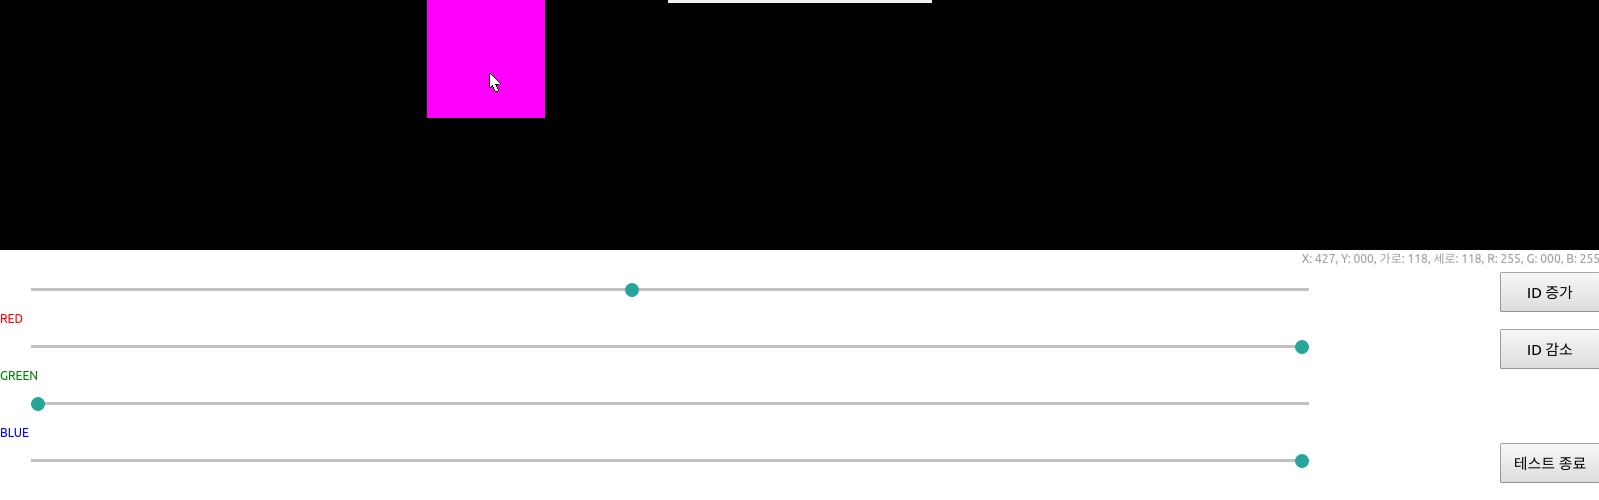 X: 427, Y: 000, 가로: 118, 세로: 118, R: 255, G: 000, B: 255
ID 증가
RED
ID 감소
GREEN
BLUE
테스트 종료